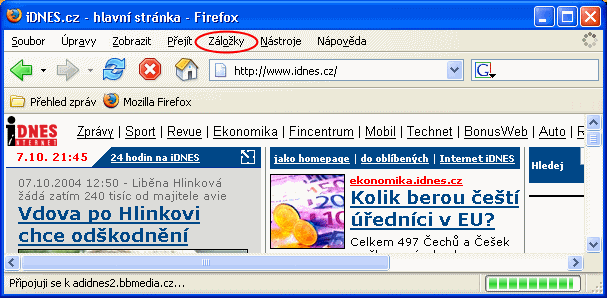 iDNES.cz - hlavní stránka - Firefox
Soubor Úpravy Zobrazit Přejít Záložky Nástroje Nápověda
http://www.idnes.cz/ G
Přehled zpráv Mozilla Firefox
iDNES INTERNET
Zprávy | Sport | Revue | Ekonomika | Fincentrum | Mobil | Technet | BonusWeb | Auto | R
7.10. 21:45 24 hodin na iDNES
jako homepage | do oblíbených | Internet iDNES
Hledej
07.10.2004 12:50 - Liběna Hlinková
žádá zatím 240 tisíc od majitele avie
Vdova po Hlinkovi
chce odškodnění
ekonomika.idnes.cz
Kolik berou čeští
úředníci v EU?
Celkem 497 Čechů a Češek
Připojuji se k adidnes2.bbmedia.cz...